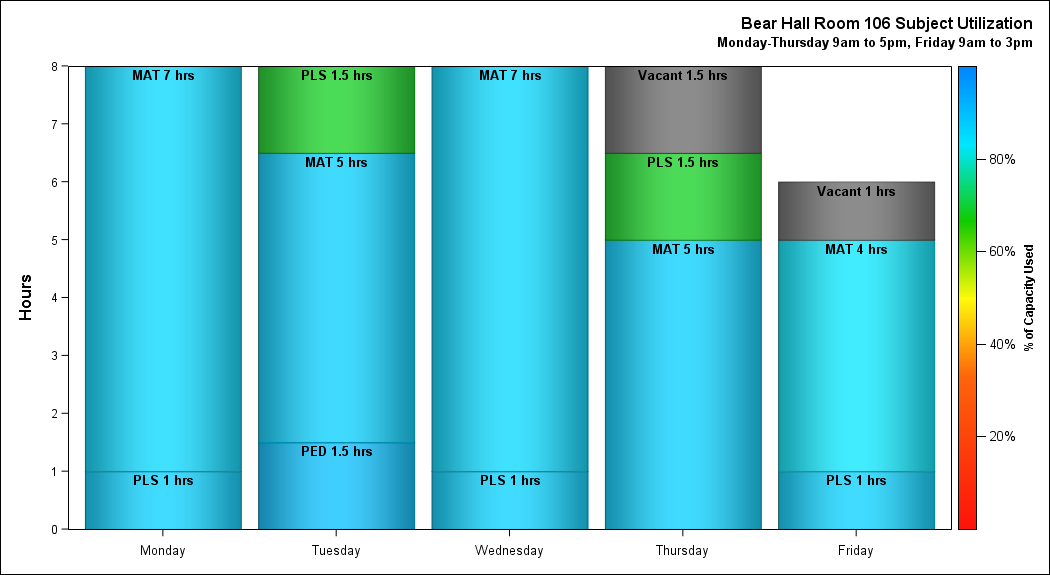 Bear Hall Room 106 Subject Utilization
Monday-Thursday 9am to 5pm, Friday 9am to 3pm
Hours
8
7
6
5
4
3
2
1
0
MAT 7 hrs
PLS 1 hrs
PLS 1.5 hrs
MAT 5 hrs
PED 1.5 hrs
MAT 7 hrs
PLS 1 hrs
Vacant 1.5 hrs
PLS 1.5 hrs
MAT 5 hrs
Vacant 1 hrs
MAT 4 hrs
PLS 1 hrs
Monday
Tuesday
Wednesday
Thursday
Friday
80%
60%
40%
20%
% of Capacity Used